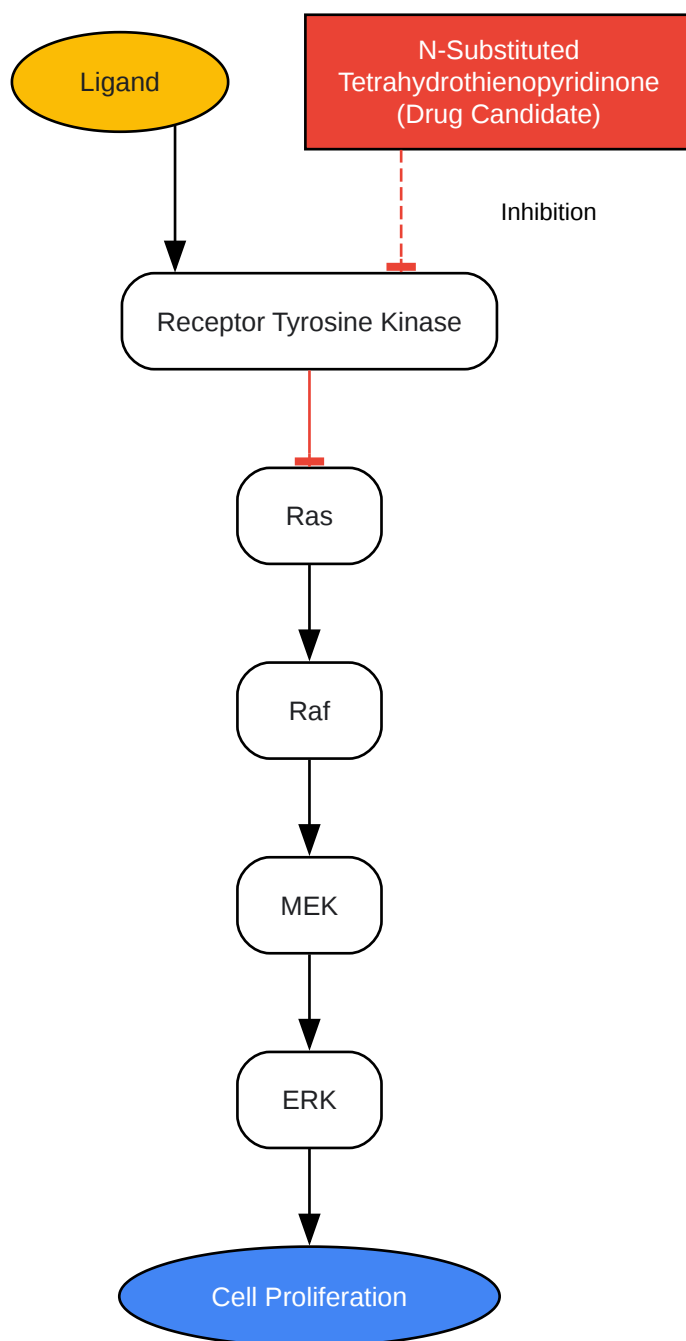 Ligand
N-Substituted
Tetrahydrothienopyridinone
(Drug Candidate)
Inhibition
Receptor Tyrosine Kinase
Ras
Raf
MEK
ERK
Cell Proliferation